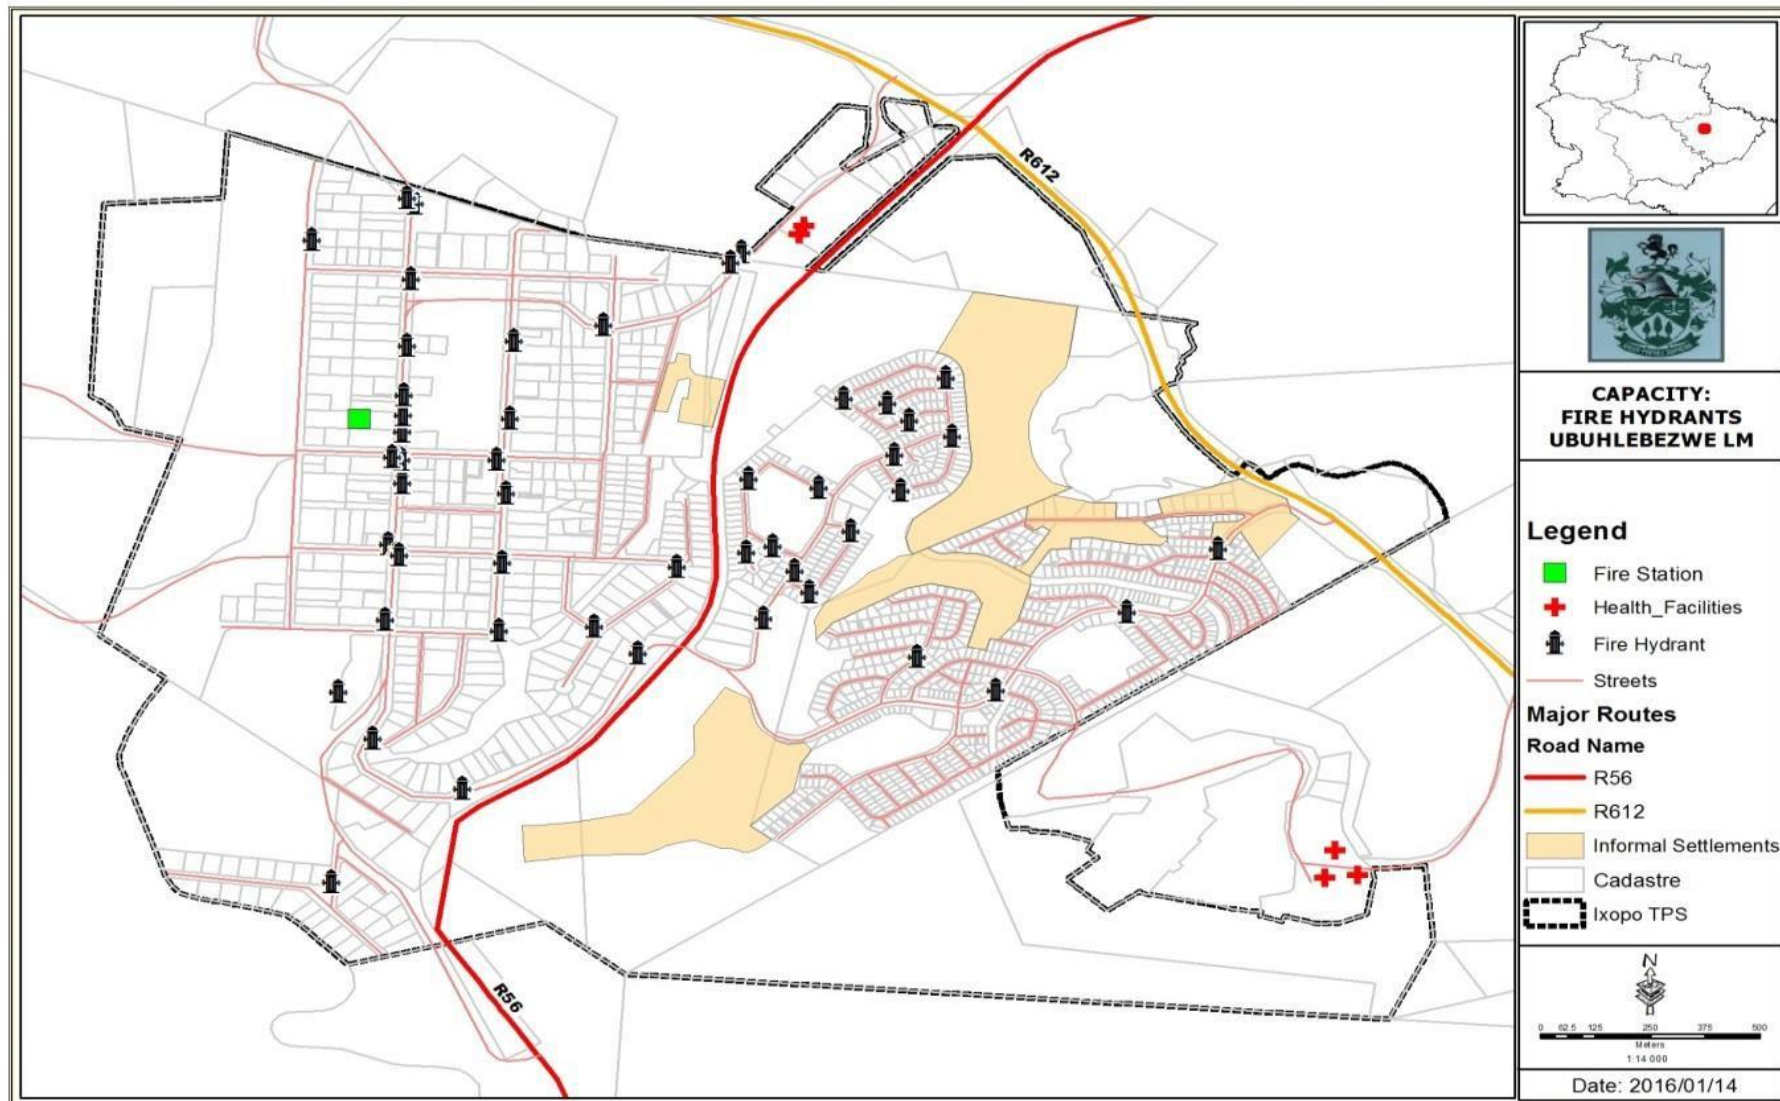 R612
R56
CAPACITY:
FIRE HYDRANTS
UBUHLEBEZWE LM
Legend
Fire Station
Health_Facilities
Fire Hydrant
Streets
Major Routes
Road Name
R56
R612
Informal Settlements
Cadastre
Ixopo TPS
N
0 62.5 125 250 375 500
Meters
1:14 000
Date: 2016/01/14